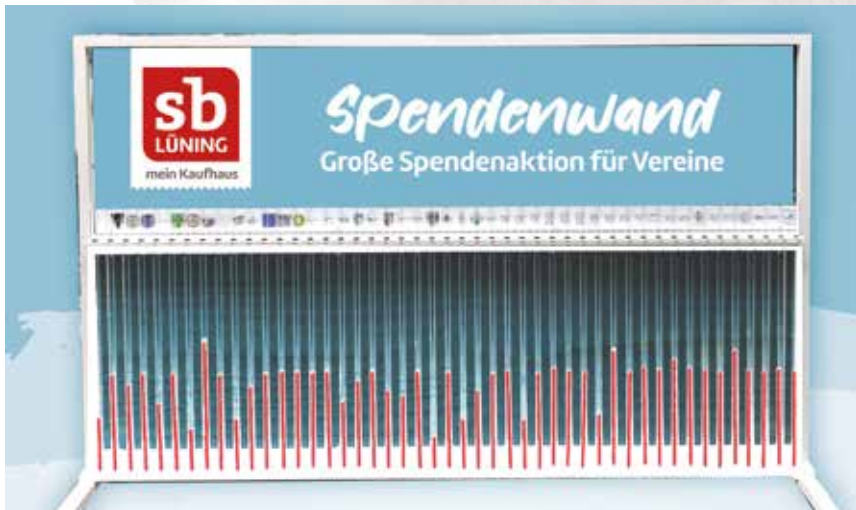 sb
LÜNING
mein Kaufhaus
Spendenwand
Große Spendenaktion für Vereine